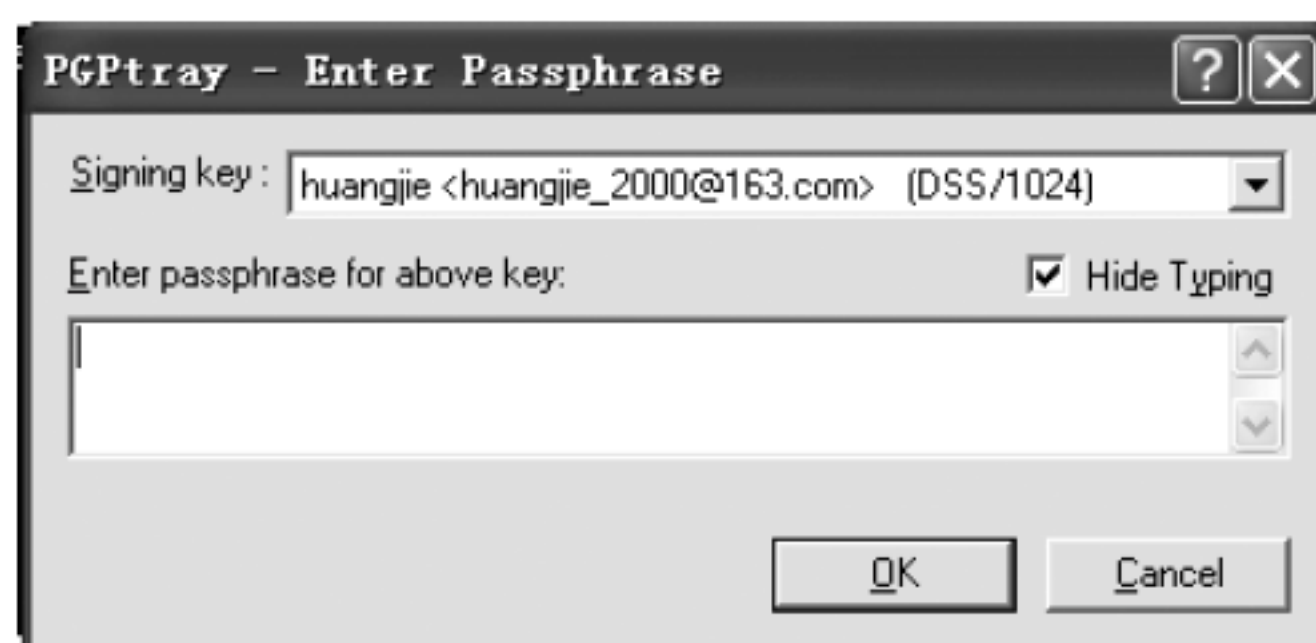 PGPtray - Enter Passphrase
Signing key : huangjie <huangjie_2000@163.com> (DSS/1024)
Enter passphrase for above key: Hide Typing
OK Cancel